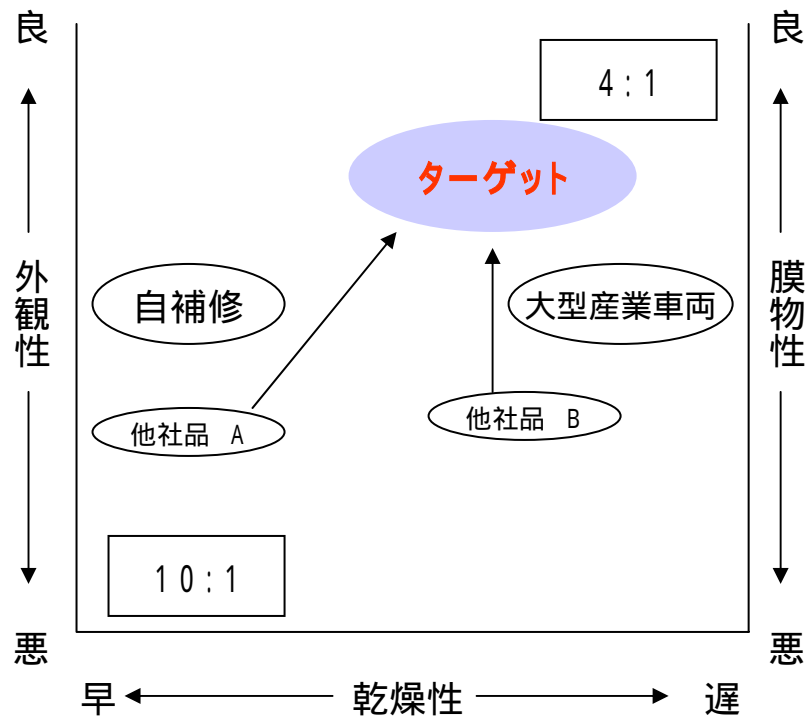 良
良
4:1
ターゲット
外観性
膜物性
自補修
大型産業車両
他社品 A
他社品 B
10:1
悪
悪
早
乾燥性
遅